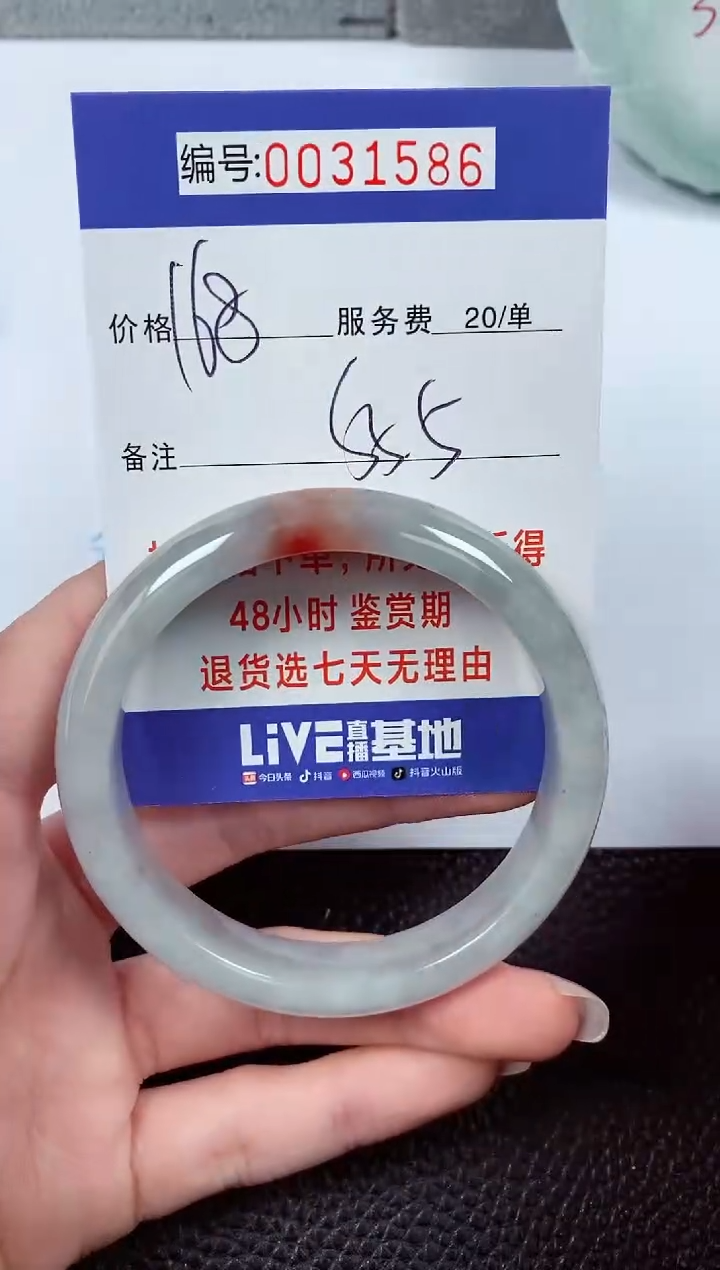 编号:0031586
价格 168 服务费 20/单
备注 55.5
48小时 鉴赏期
退货选七天无理由
LiVE直播基地
今日头条 抖音 西瓜视频 抖音火山版